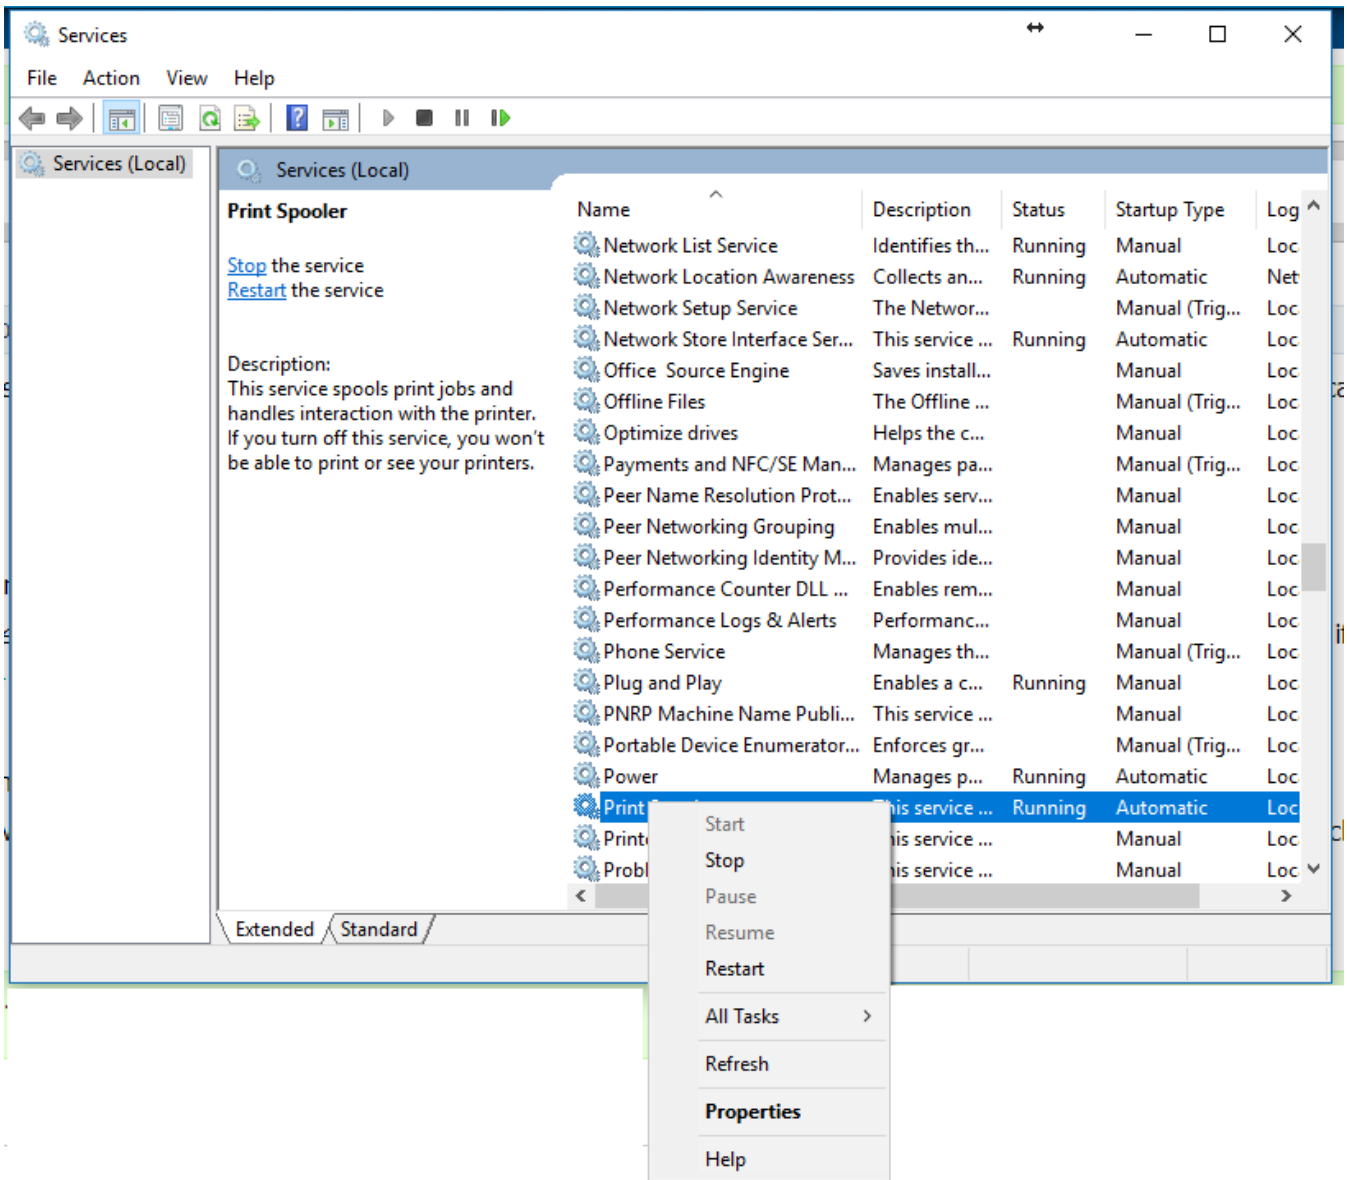 Services
File Action View Help
Services (Local)
Services (Local)
Print Spooler
Stop the service
Restart the service
Description:
This service spools print jobs and
handles interaction with the printer.
If you turn off this service, you won't
be able to print or see your printers.
Name Description Status Startup Type Log
Network List Service Identifies th... Running Manual Loc
Network Location Awareness Collects an... Running Automatic Net
Network Setup Service The Networ... Manual (Trig... Loc
Network Store Interface Ser... This service ... Running Automatic Loc
Office Source Engine Saves install... Manual Loc
Offline Files The Offline ... Manual (Trig... Loc
Optimize drives Helps the c... Manual Loc
Payments and NFC/SE Man... Manages pa... Manual (Trig... Loc
Peer Name Resolution Prot... Enables serv... Manual Loc
Peer Networking Grouping Enables mul... Manual Loc
Peer Networking Identity M... Provides ide... Manual Loc
Performance Counter DLL ... Enables rem... Manual Loc
Performance Logs & Alerts Performanc... Manual Loc
Phone Service Manages th... Manual (Trig... Loc
Plug and Play Enables a c... Running Manual Loc
PNRP Machine Name Publi... This service ... Manual Loc
Portable Device Enumerator... Enforces gr... Manual (Trig... Loc
Power Manages p... Running Automatic Loc
Print his service ... Running Automatic Loc
Print his service ... Manual Loc
Probl his service ... Manual Loc
Start
Stop
Pause
Resume
Restart
All Tasks
Refresh
Properties
Help
Extended Standard